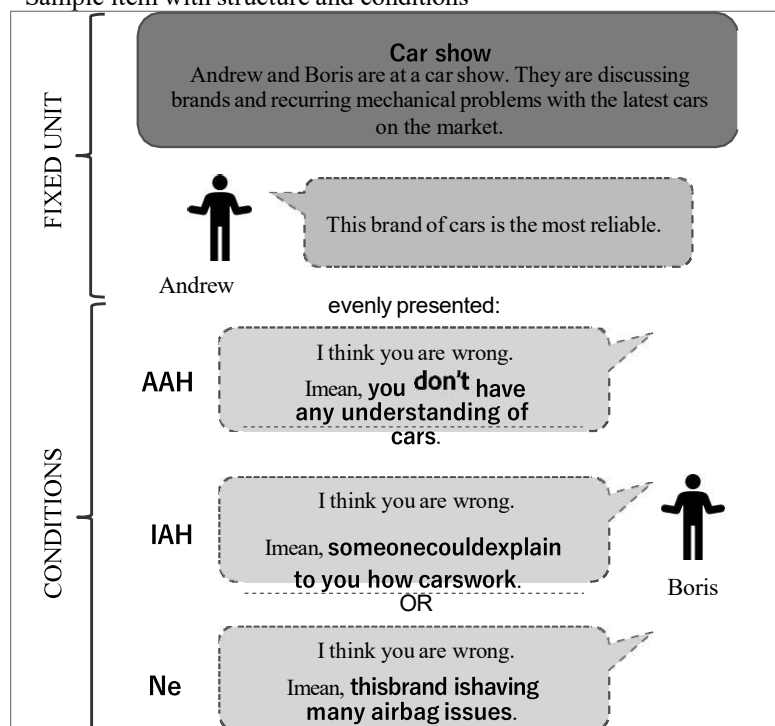 Sample item with structure and conditions
FIXED UNIT
Car show
Andrew and Boris are at a car show. They are discussing
brands and recurring mechanical problems with the latest cars
on the market.
This brand of cars is the most reliable.
Andrew
evenly presented:
CONDITIONS
AAH
I think you are wrong.
Imean, you don't have
any understanding of
cars.
IAH
I think you are wrong.
Imean, someonecouldexplain
to you how carswork.
Boris
OR
Ne
I think you are wrong.
Imean, thisbrand ishaving
many airbag issues.